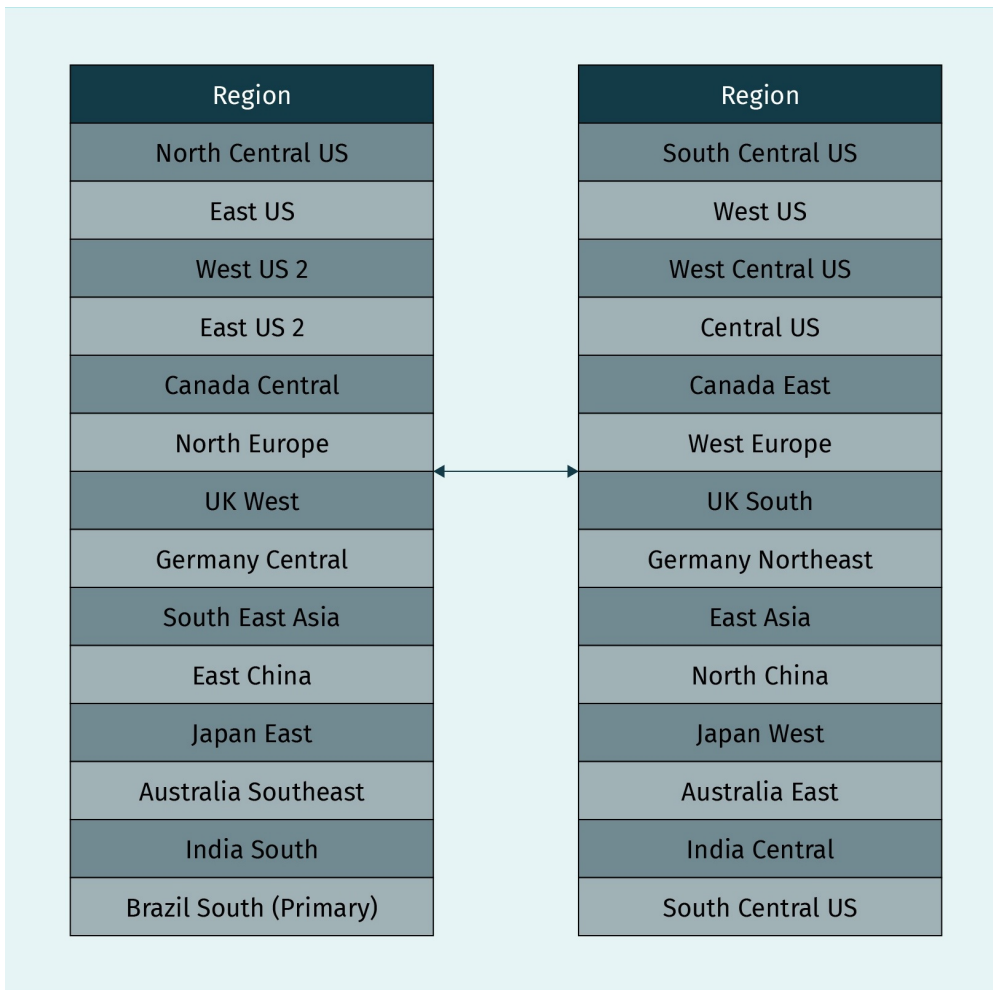 Region
North Central US
East US
West US 2
East US 2
Canada Central
North Europe
UK West
Germany Central
South East Asia
East China
Japan East
Australia Southeast
India South
Brazil South (Primary)
Region
South Central US
West US
West Central US
Central US
Canada East
West Europe
UK South
Germany Northeast
East Asia
North China
Japan West
Australia East
India Central
South Central US